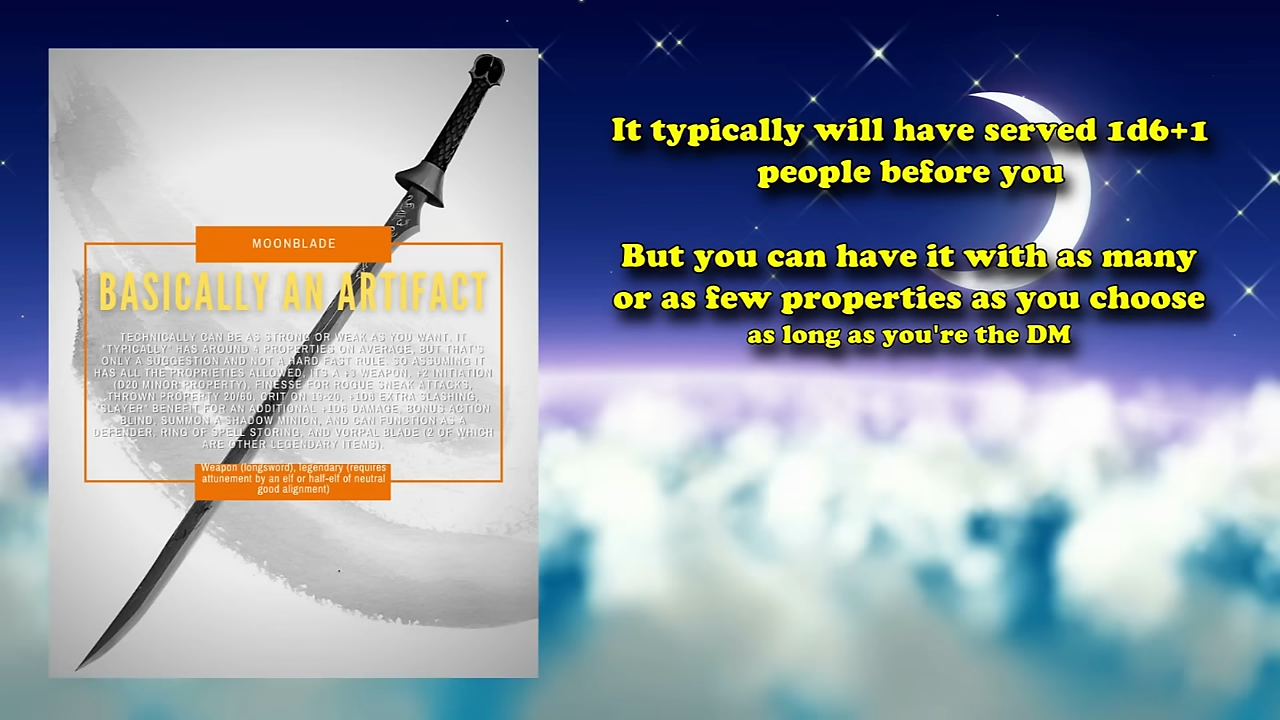 MOONBLADE
BASICALLY AN ARTIFACT
TECHNICALLY CAN BE AS STRONG OR WEAK AS YOU WANT. IT
"TYPICALLY" HAS AROUND 4 PROPERTIES ON AVERAGE, BUT THAT'S
ONLY A SUGGESTION AND NOT A HARD FAST RULE. SO ASSUMING IT
HAS ALL THE PROPRIETIES ALLOWED, ITS A +3 WEAPON, +2 INITIATION
(D20 MINOR PROPERTY), FINESSE FOR ROGUE SNEAK ATTACKS,
THROWN PROPERTY 20/60, CRIT ON 19-20, +1D6 EXTRA SLASHING,
"SLAYER" BENEFIT FOR AN ADDITIONAL +1D6 DAMAGE, BONUS ACTION
BLIND, SUMMON A SHADOW MINION, AND CAN FUNCTION AS A
DEFENDER, RING OF SPELL STORING, AND VORPAL BLADE (2 OF WHICH
ARE OTHER LEGENDARY ITEMS).
Weapon (longsword), legendary (requires
attunement by an elf or half-elf of neutral
good alignment)
It typically will have served 1d6+1
people before you
But you can have it with as many
or as few properties as you choose
as long as you're the DM